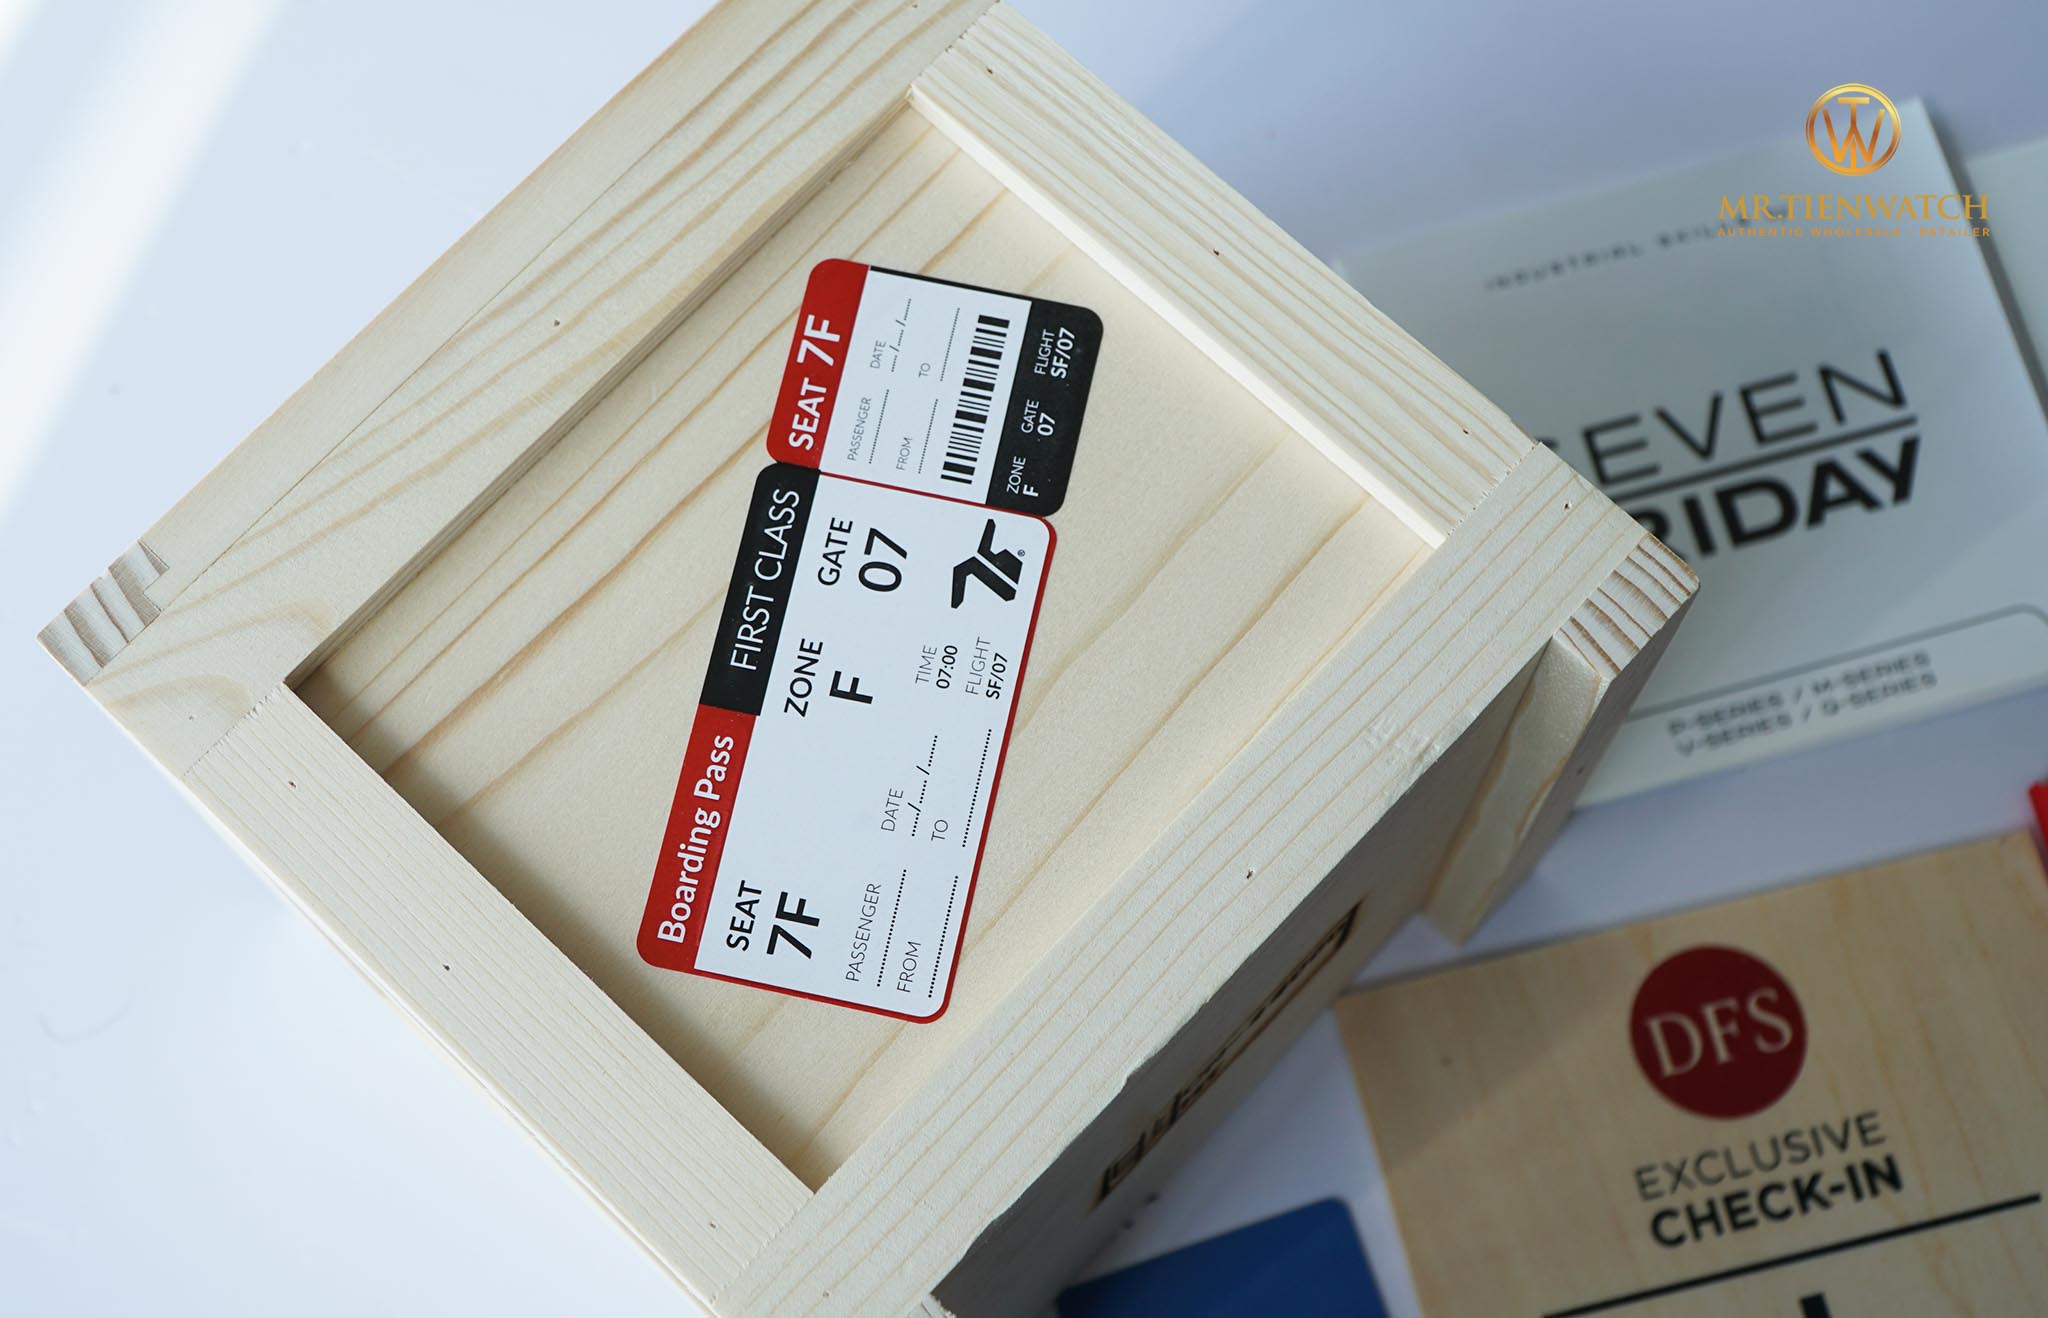 MR.TIENWATCH
AUTHENTIC WHOLESALE - RETAILER
SEAT 7F
PASSENGER
DATE
....../....../......
FROM
TO
ZONE
F
GATE
07
FLIGHT
SF/07
Boarding Pass
FIRST CLASS
SEAT
7F
ZONE
F
GATE
07
PASSENGER
DATE
....../....../......
TIME
07:00
FROM
TO
FLIGHT
SF/07
7F®
INDUSTRIAL
EVEN
RIDAY
P-SERIES / M-SERIES
V-SERIES / Q-SERIES
DFS
EXCLUSIVE
CHECK-IN